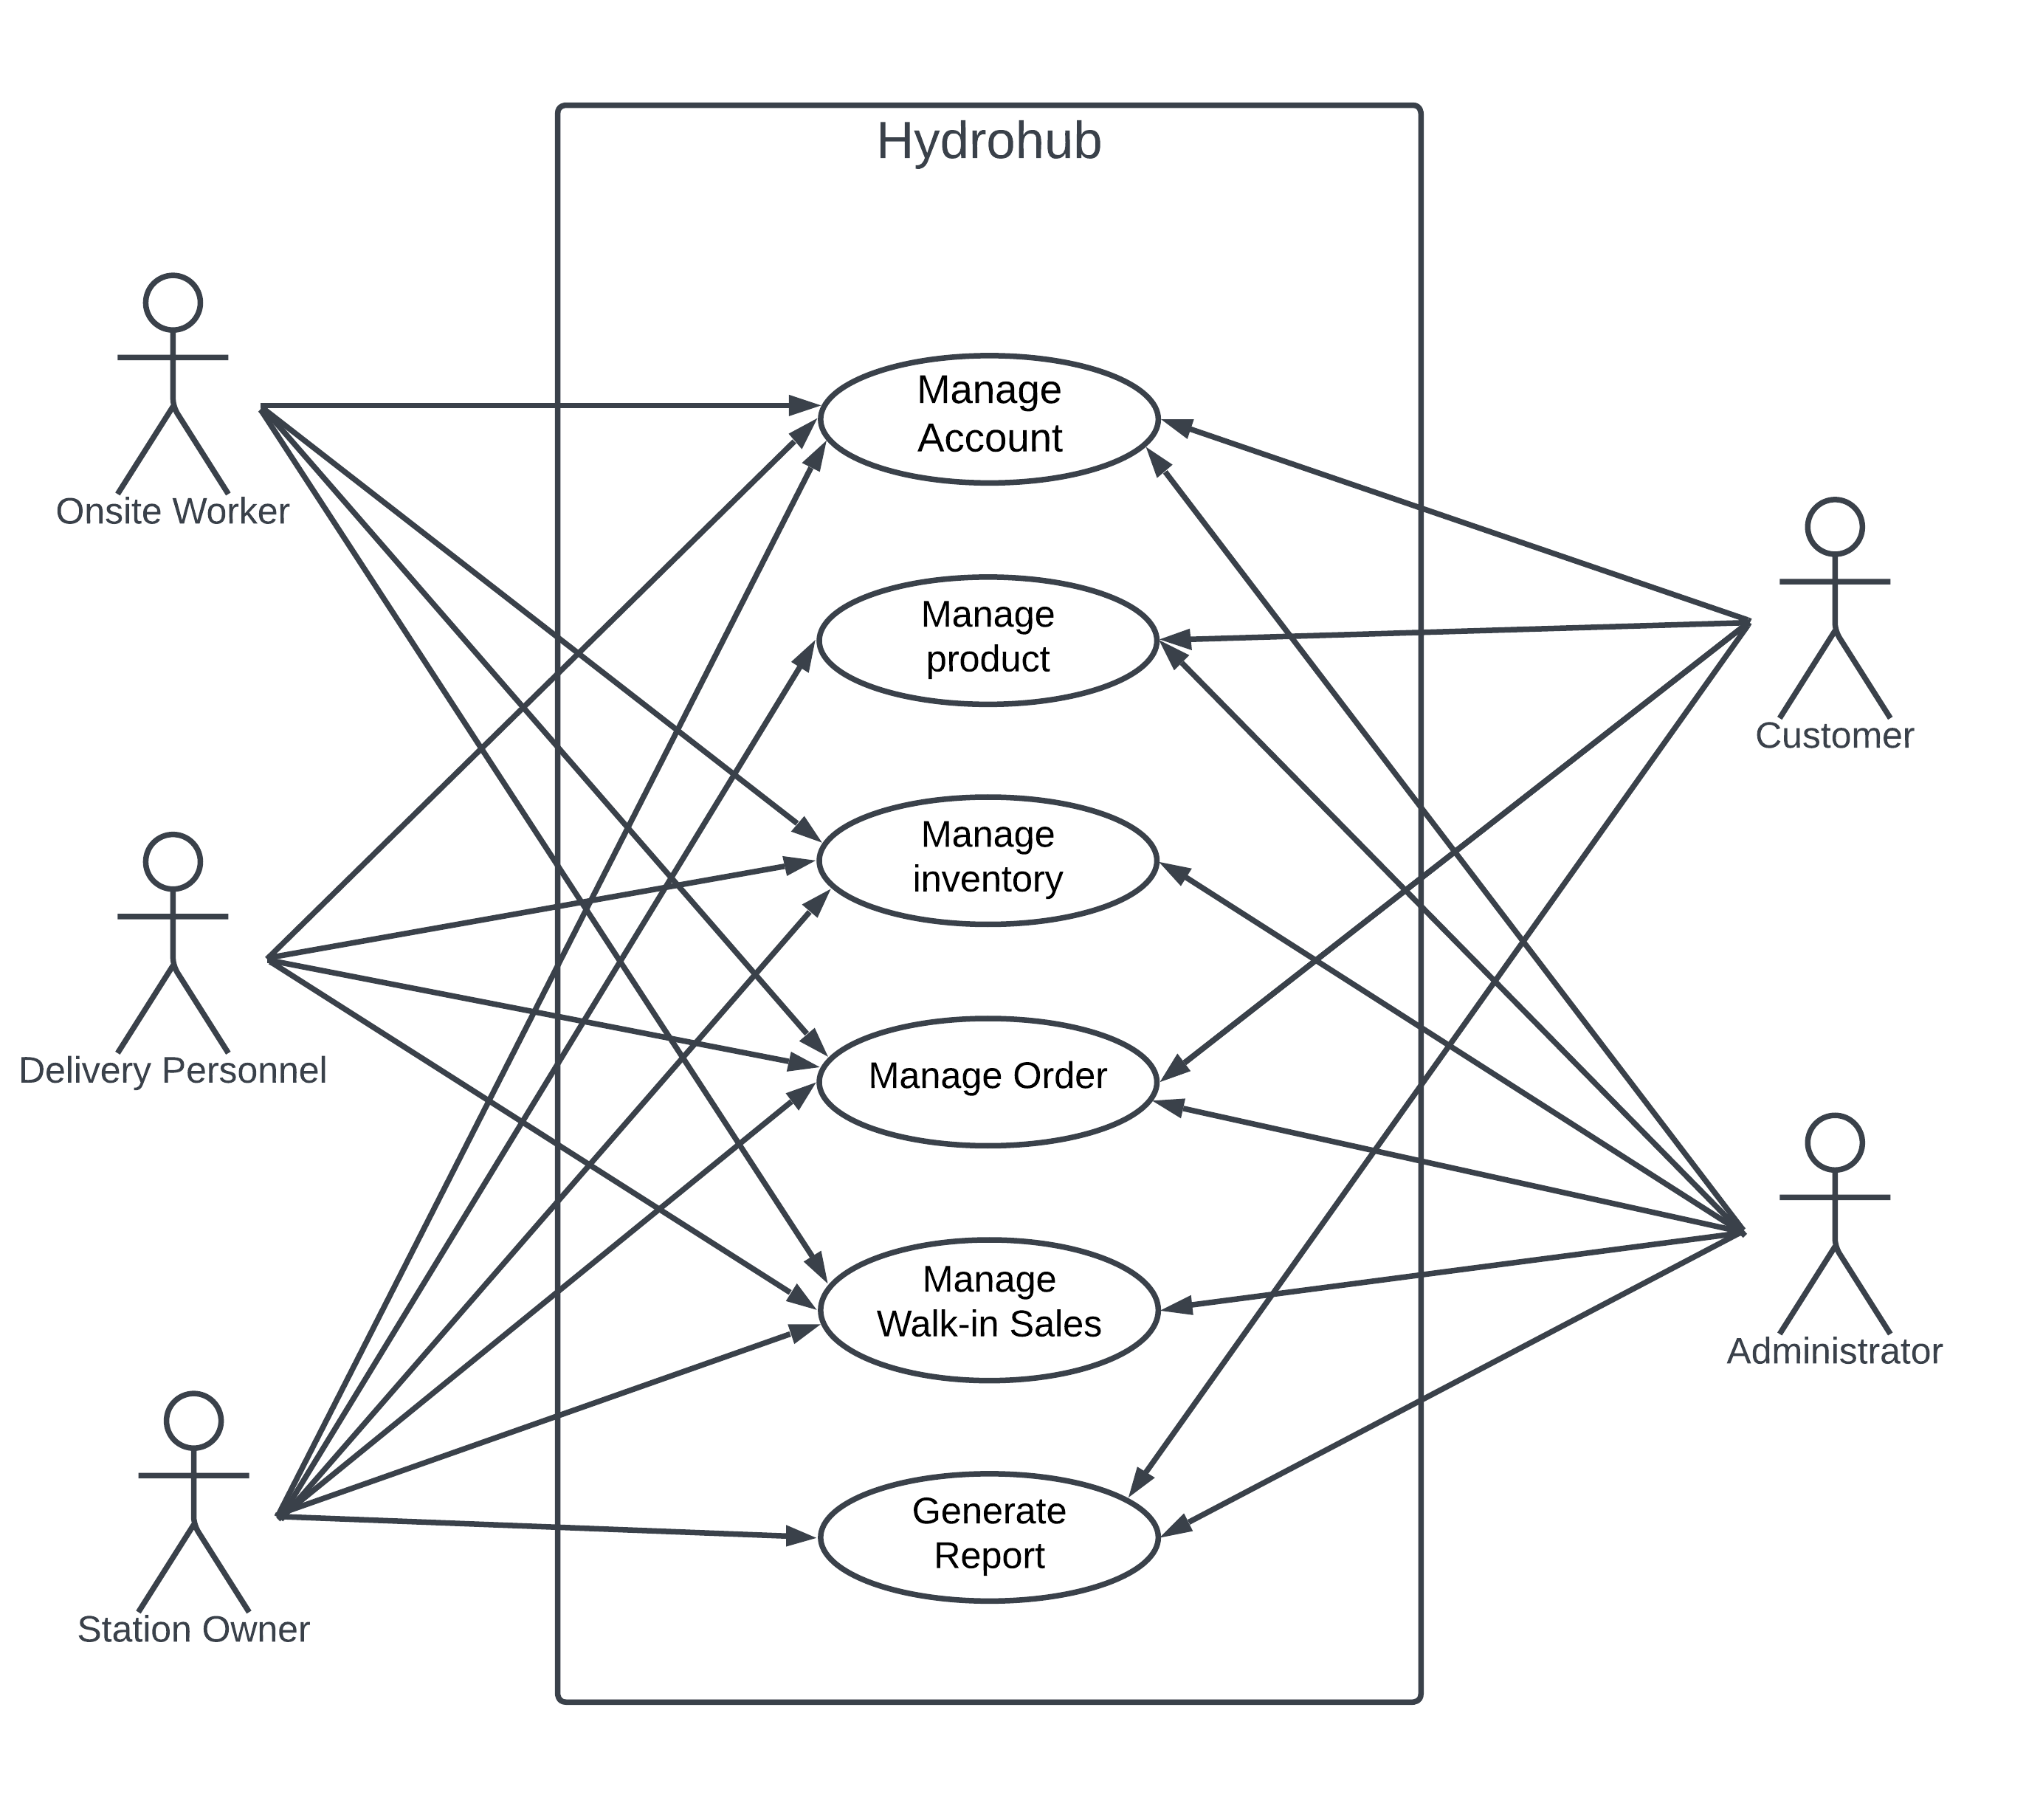 Hydrohub
Manage
Account
Onsite Worker
Manage
product
Customer
Manage
inventory
Delivery Personnel
Manage Order
Manage
Walk-in Sales
Administrator
Generate
Report
Station Owner